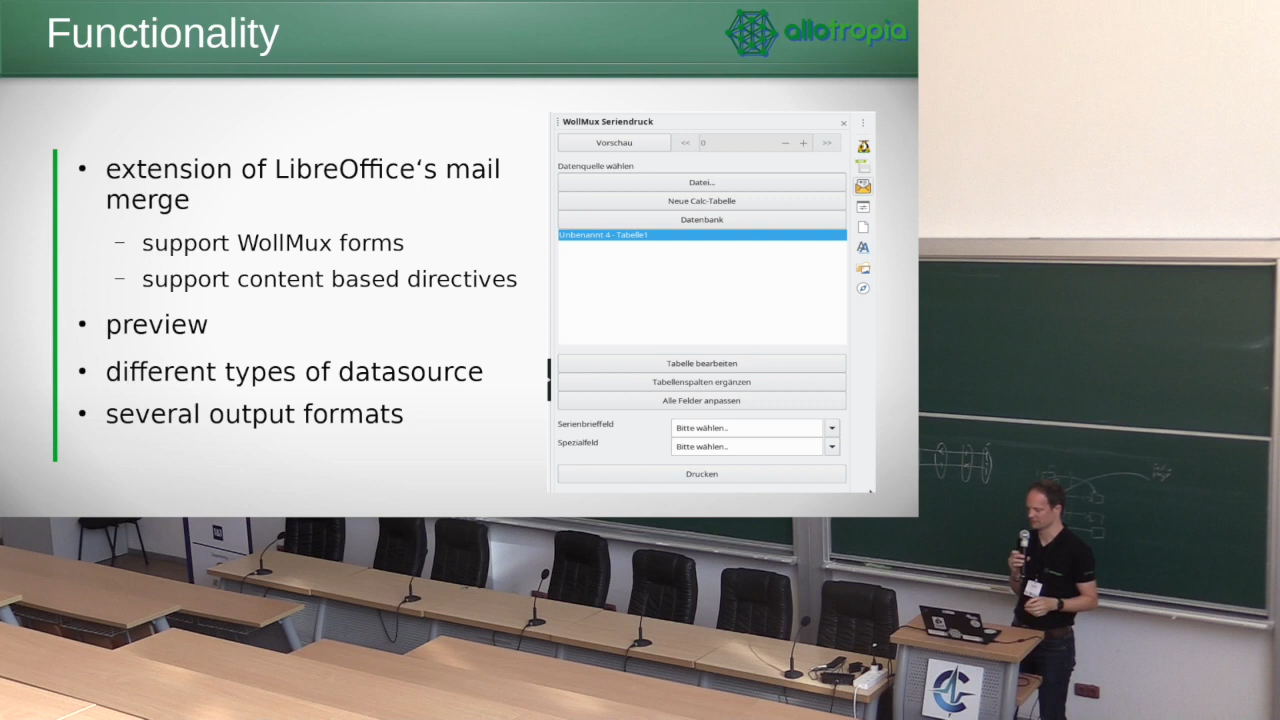 Functionality
allotropia
• extension of LibreOffice‘s mail
merge
– support WollMux forms
– support content based directives
• preview
• different types of datasource
• several output formats
WollMux Seriendruck
Vorschau << 0 − + >>
Datenquelle wählen
Datei...
Neue Calc-Tabelle
Datenbank
Unbenannt 4 - Tabelle1
Tabelle bearbeiten
Tabellenspalten ergänzen
Alle Felder anpassen
Serienbrieffeld Bitte wählen..
Spezialfeld Bitte wählen..
Drucken